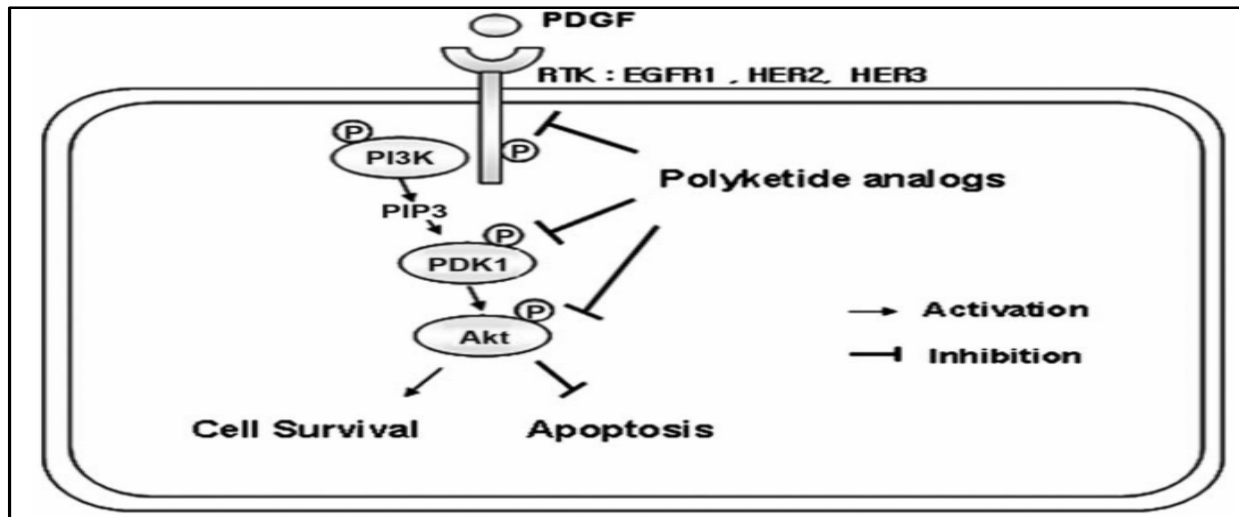 PDGF
RTK : EGFR1 , HER2, HER3
P
PI3K
P
Polyketide analogs
PIP3
P
PDK1
P
Akt
Activation
Inhibition
Cell Survival
Apoptosis